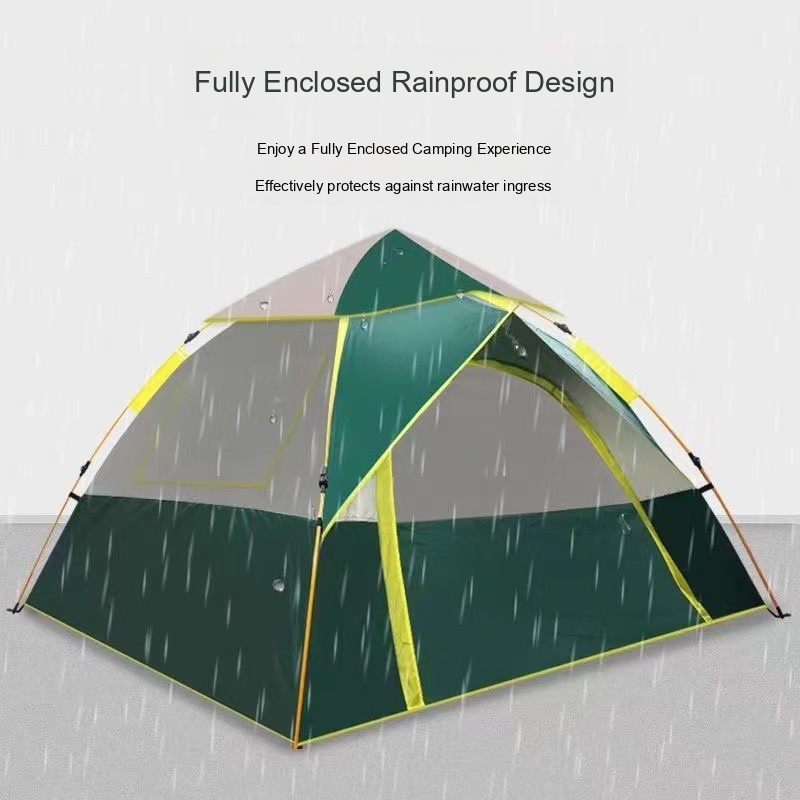 Fully Enclosed Rainproof Design
Enjoy a Fully Enclosed Camping Experience
Effectively protects against rainwater ingress